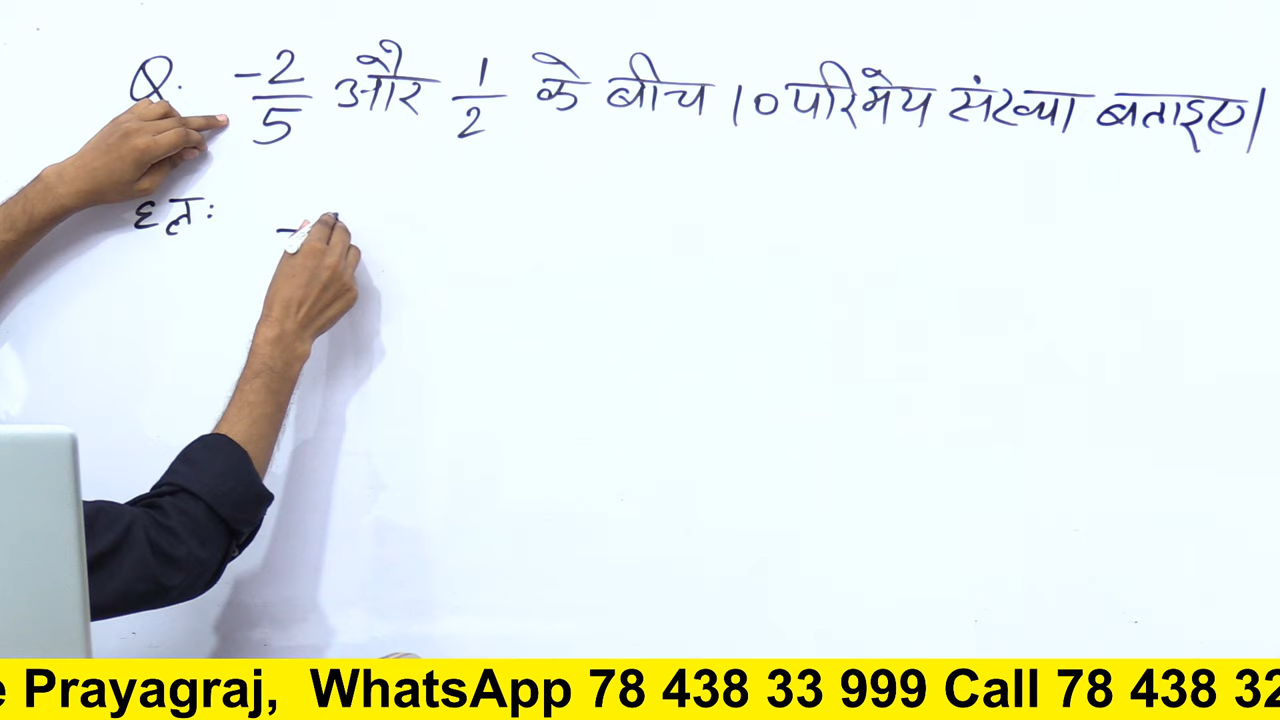 Q. -2/5 और 1/2 के बीच 10 परिमेय संख्या बताइए।
हल:
e Prayagraj, WhatsApp 78 438 33 999 Call 78 438 32